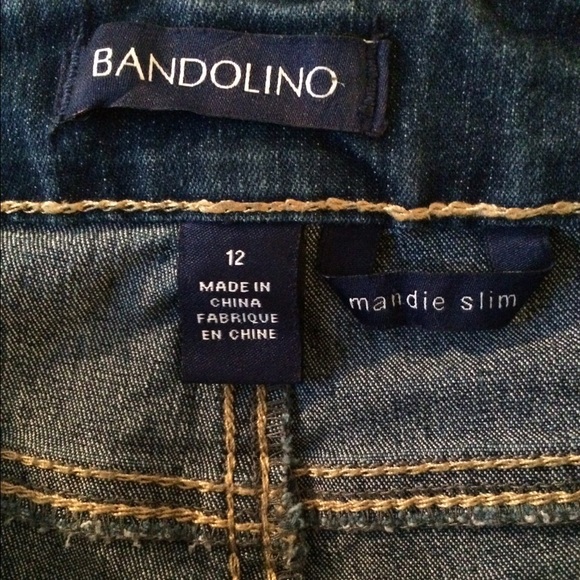 BANDOLINO
12
MADE IN
CHINA
FABRIQUE
EN CHINE
mandie slim